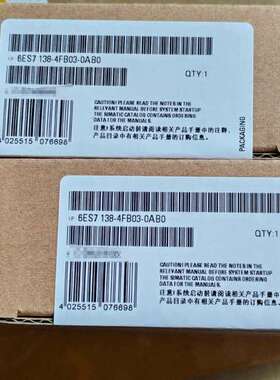 1P 6ES7 138-4FB03-0AB0
QTY:1
CAUTION! PLEASE READ THE NOTES IN THE
RELEVANT MANUAL BEFORE SYSTEM STARTUP
THE SIMATIC CATALOG CONTAINS ORDERING
DATA FOR THE MANUALS.
注意!系统启动前请阅读相关产品手册中的注释,
产品目录中有相关产品手册的订购信息。
4 025515 076698
PACKAGING
1P 6ES7 138-4FB03-0AB0
QTY:1
CAUTION! PLEASE READ THE NOTES IN THE
RELEVANT MANUAL BEFORE SYSTEM STARTUP
THE SIMATIC CATALOG CONTAINS ORDERING
DATA FOR THE MANUALS.
注意!系统启动前请阅读相关产品手册
产品目录中有相关产品手册的订购信息
4 025515 076698